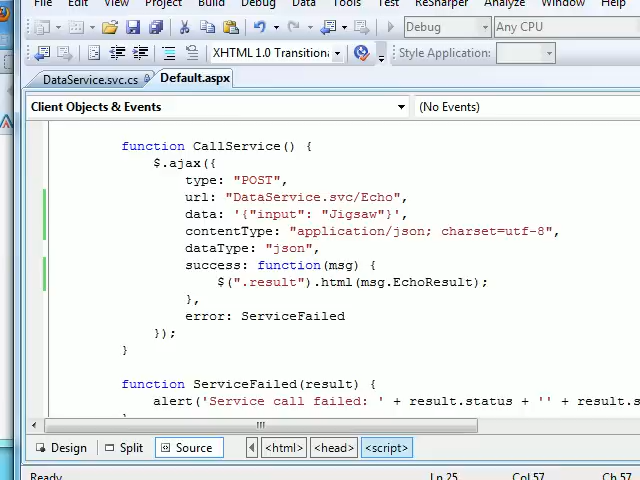 File Edit View Project Build Debug Data Tools Test ReSharper Analyze Window Help
Debug Any CPU
XHTML 1.0 Transition Style Application:
DataService.svc.cs Default.aspx
Client Objects & Events (No Events)
function CallService() {
$.ajax({
type: "POST",
url: "DataService.svc/Echo",
data: '{"input": "Jigsaw"}',
contentType: "application/json; charset=utf-8",
dataType: "json",
success: function(msg) {
$(".result").html(msg.EchoResult);
},
error: ServiceFailed
});
}
function ServiceFailed(result) {
alert('Service call failed: ' + result.status + '' + result.s
Design Split Source <html> <head> <script>
Ready Ln 25 Col 57 Ch 57